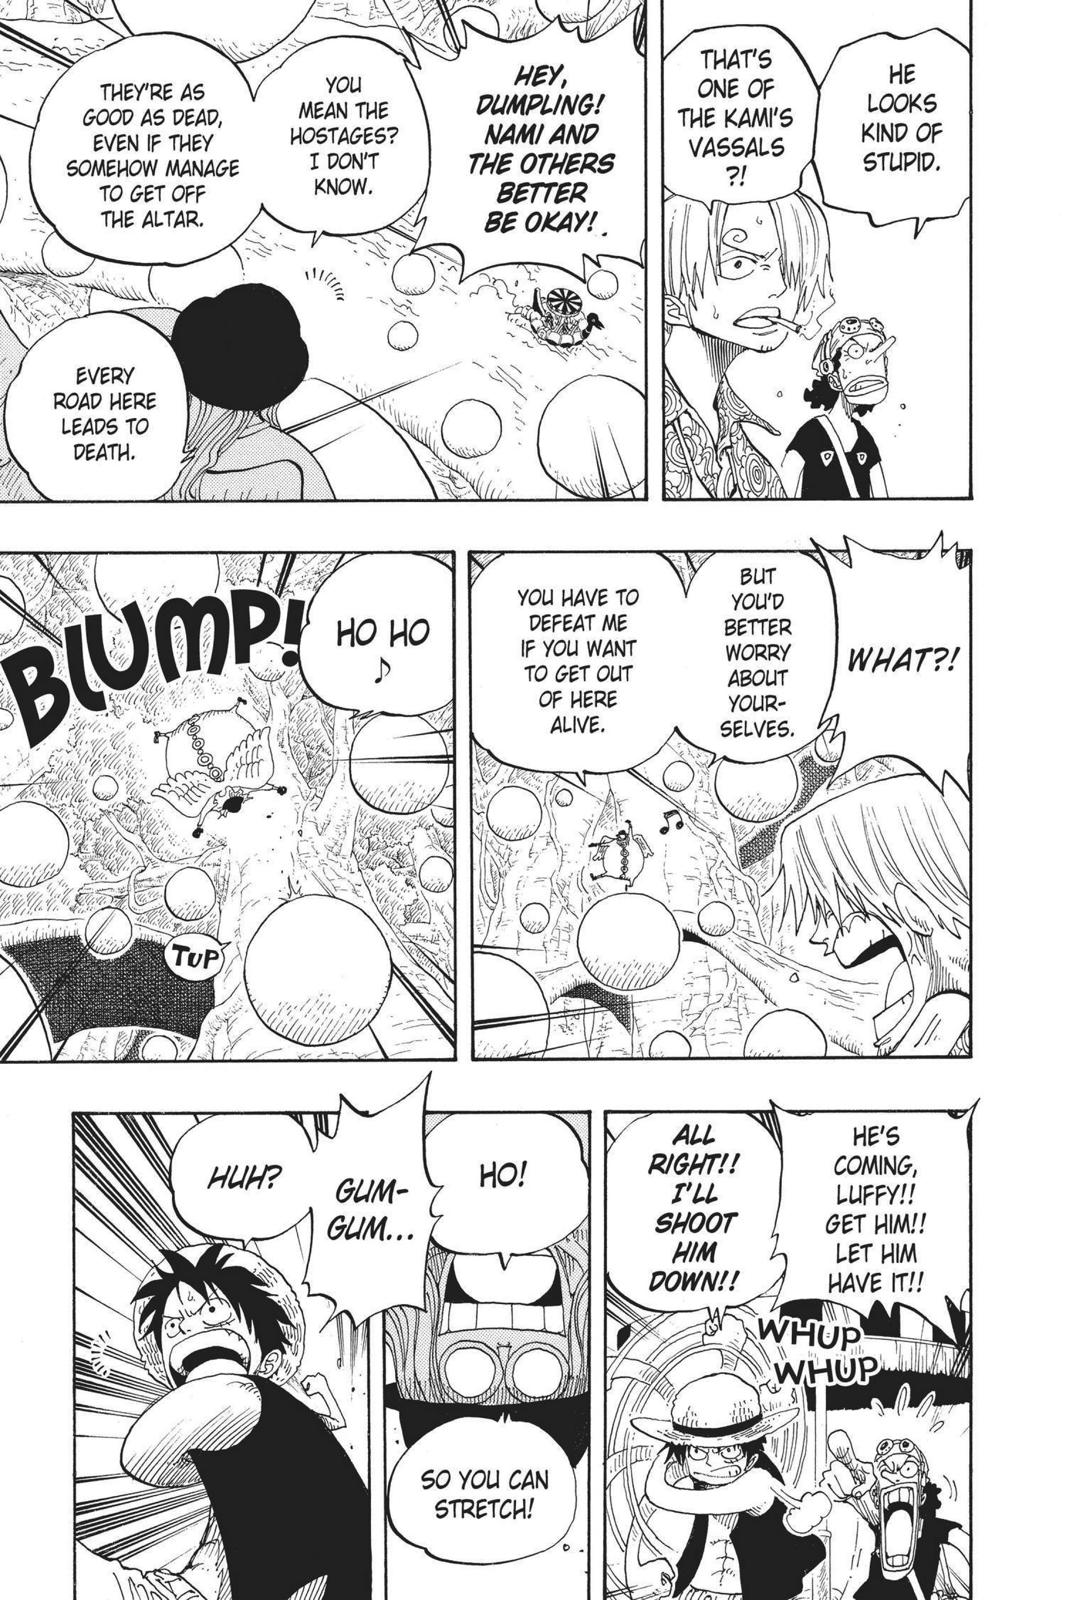 HE
LOOKS
KIND OF
STUPID.
THAT'S
ONE OF
THE KAMI'S
VASSALS
?!
HEY,
DUMPLING!
NAMI AND
THE OTHERS
BETTER
BE OKAY!
YOU
MEAN THE
HOSTAGES?
I DON'T
KNOW.
THEY'RE AS
GOOD AS DEAD,
EVEN IF THEY
SOMEHOW MANAGE
TO GET OFF
THE ALTAR.
EVERY
ROAD HERE
LEADS TO
DEATH.
WHAT?!
BUT
YOU'D
BETTER
WORRY
ABOUT
YOUR-
SELVES.
YOU HAVE TO
DEFEAT ME
IF YOU WANT
TO GET OUT
OF HERE
ALIVE.
HO HO
♪
BLUMP!
TUP
HE'S
COMING,
LUFFY!!
GET HIM!!
LET HIM
HAVE IT!!
ALL
RIGHT!!
I'LL
SHOOT
HIM
DOWN!!
WHUP
WHUP
HO!
SO YOU CAN
STRETCH!
GUM-
GUM...
HUH?